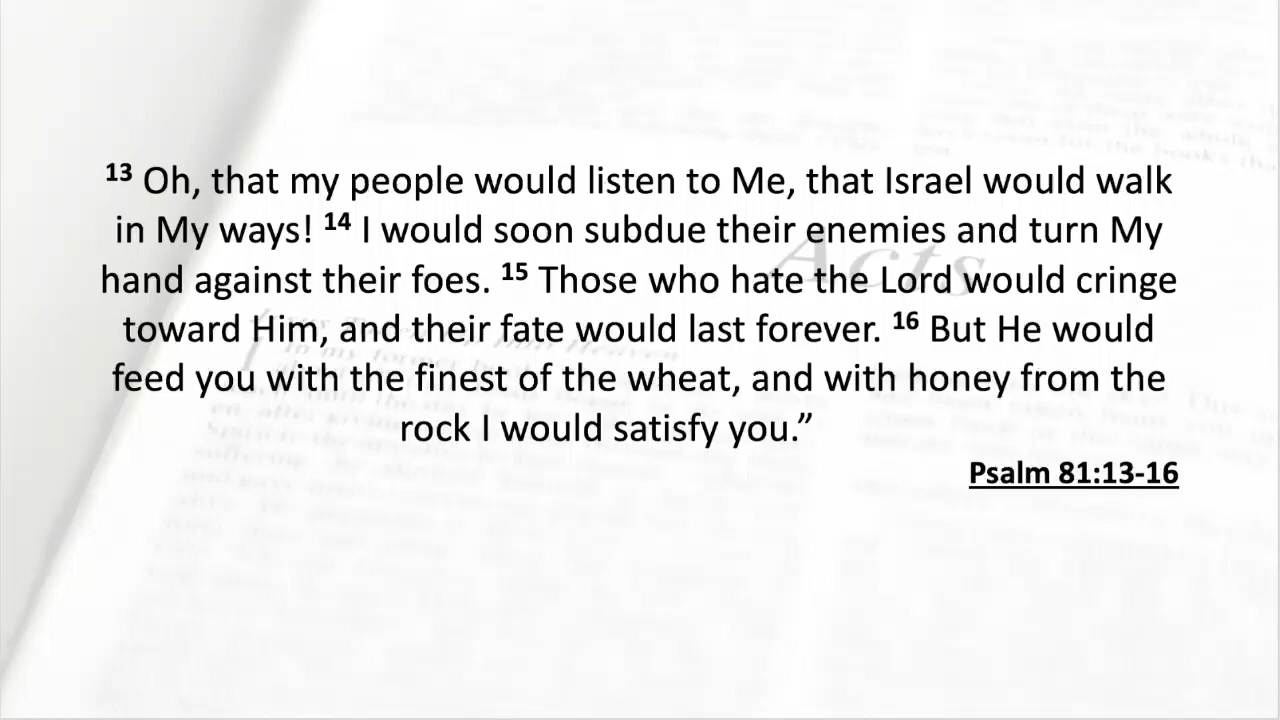 13 Oh, that my people would listen to Me, that Israel would walk
in My ways! 14 I would soon subdue their enemies and turn My
hand against their foes. 15 Those who hate the Lord would cringe
toward Him, and their fate would last forever. 16 But He would
feed you with the finest of the wheat, and with honey from the
rock I would satisfy you.”
Psalm 81:13-16
Acts